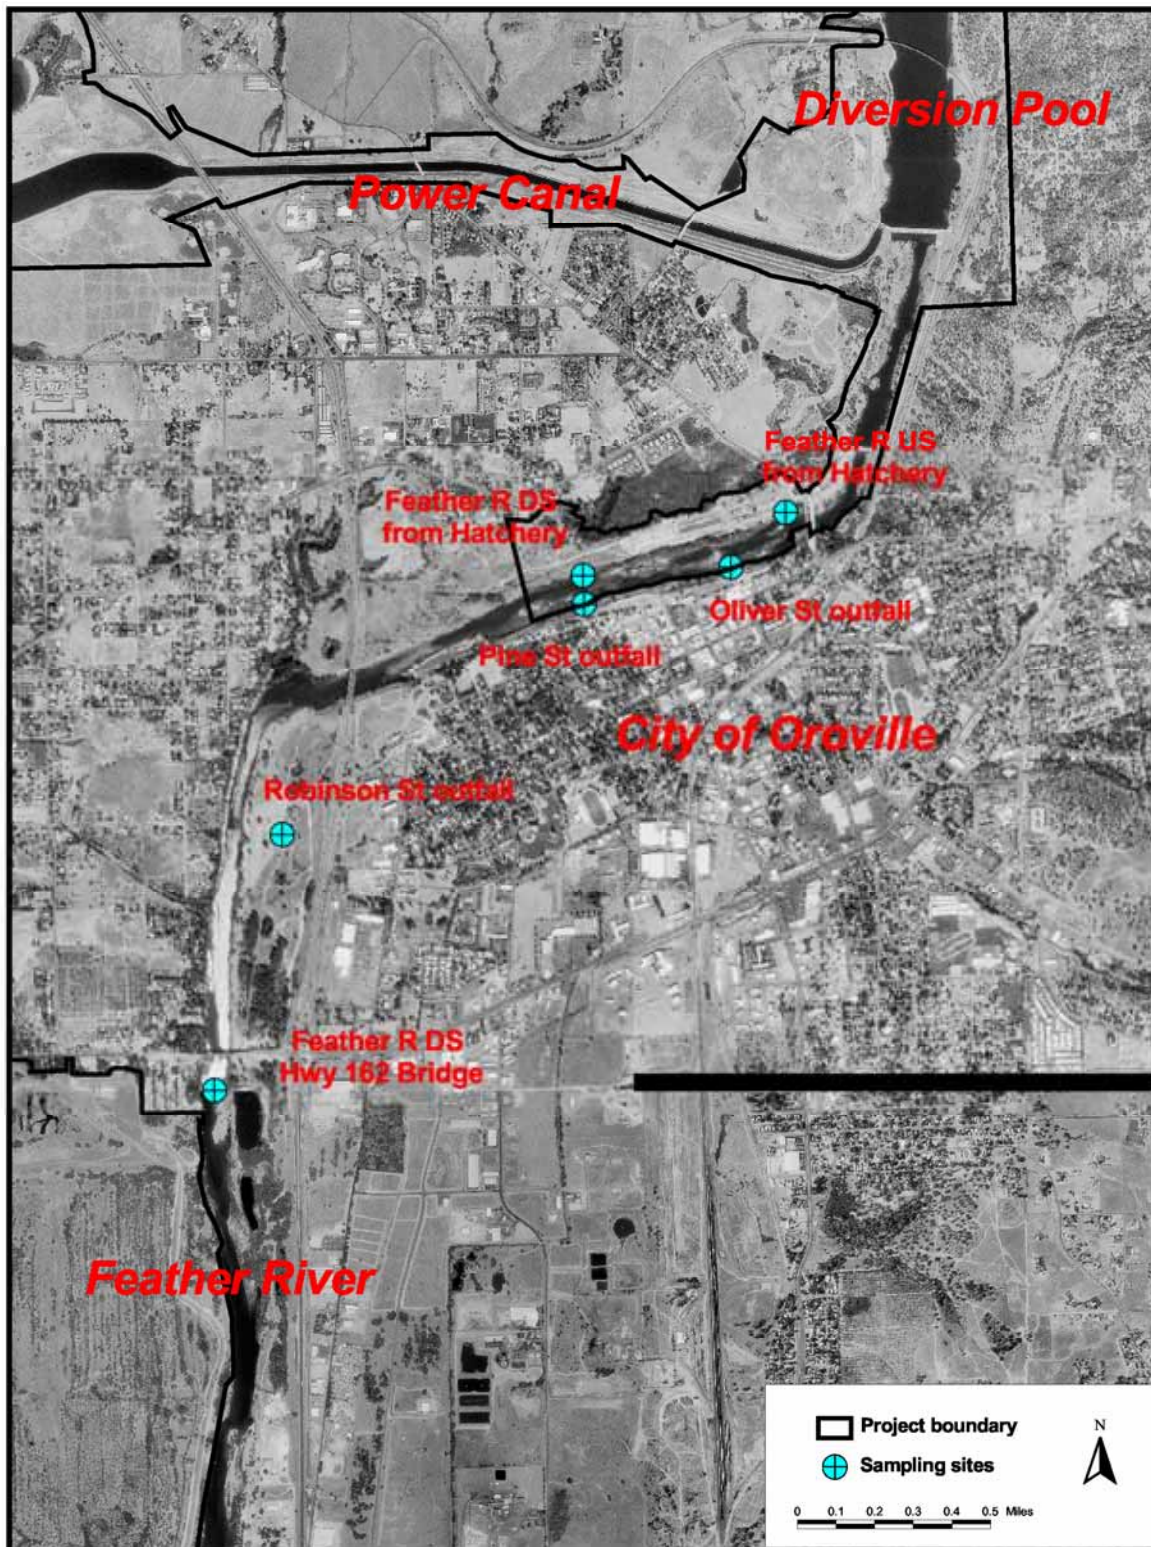 Diversion Pool
Power Canal
Feather R US
from Hatchery
Feather R DS
from Hatchery
Oliver St outfall
Pine St outfall
City of Oroville
Robinson St outfall
Feather R DS
Hwy 162 Bridge
Feather River
Project boundary
Sampling sites
N
0 0.1 0.2 0.3 0.4 0.5 Miles